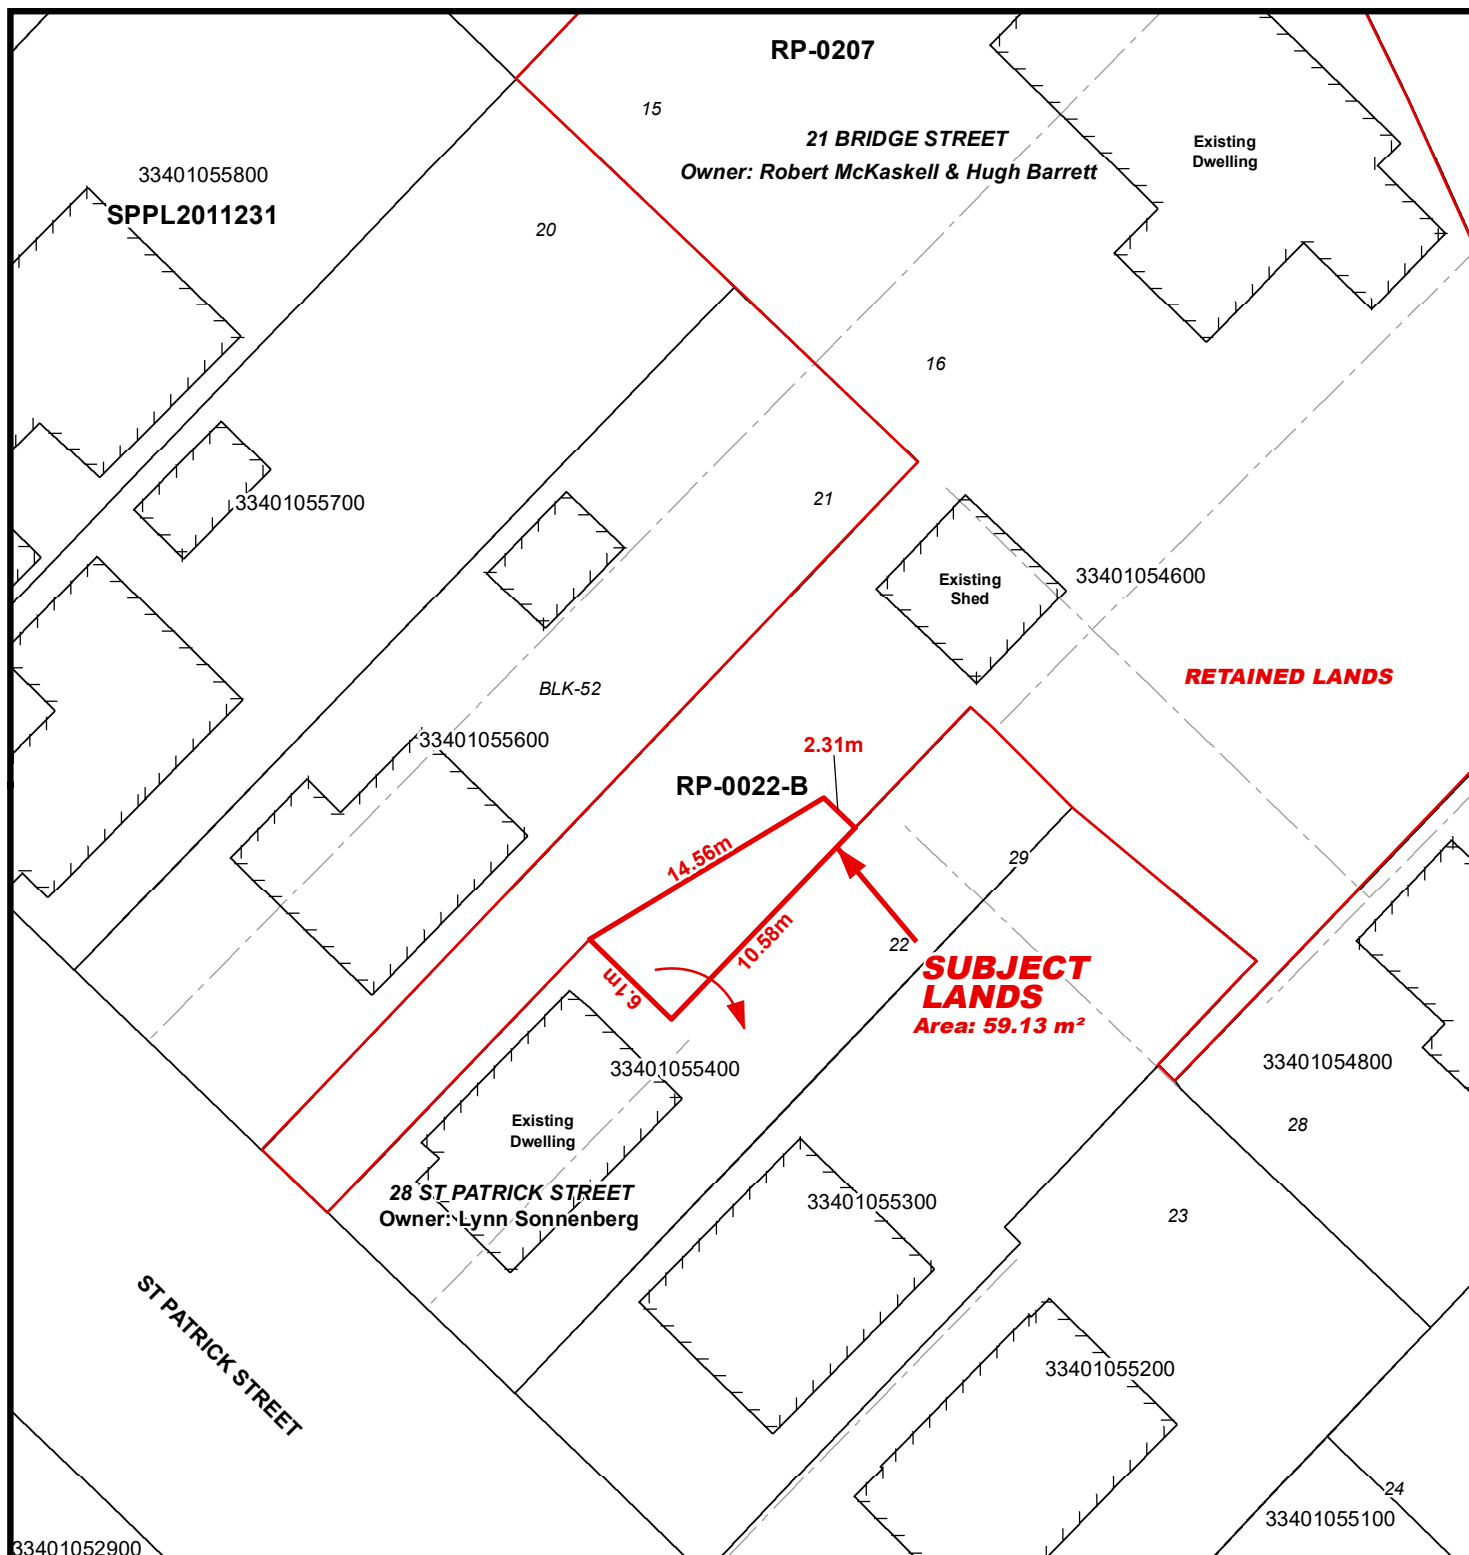 RP-0207
15
21 BRIDGE STREET
Owner: Robert McKaskell & Hugh Barrett
Existing
Dwelling
33401055800
SPPL2011231
20
16
33401055700
21
Existing
Shed
33401054600
RETAINED LANDS
BLK-52
33401055600
2.31m
RP-0022-B
14.56m
29
10.58m
22
6.1m
SUBJECT
LANDS
Area: 59.13 m²
33401055400
33401054800
Existing
Dwelling
28
28 ST PATRICK STREET
Owner: Lynn Sonnenberg
33401055300
23
ST PATRICK STREET
33401055200
24
33401055100
33401052900